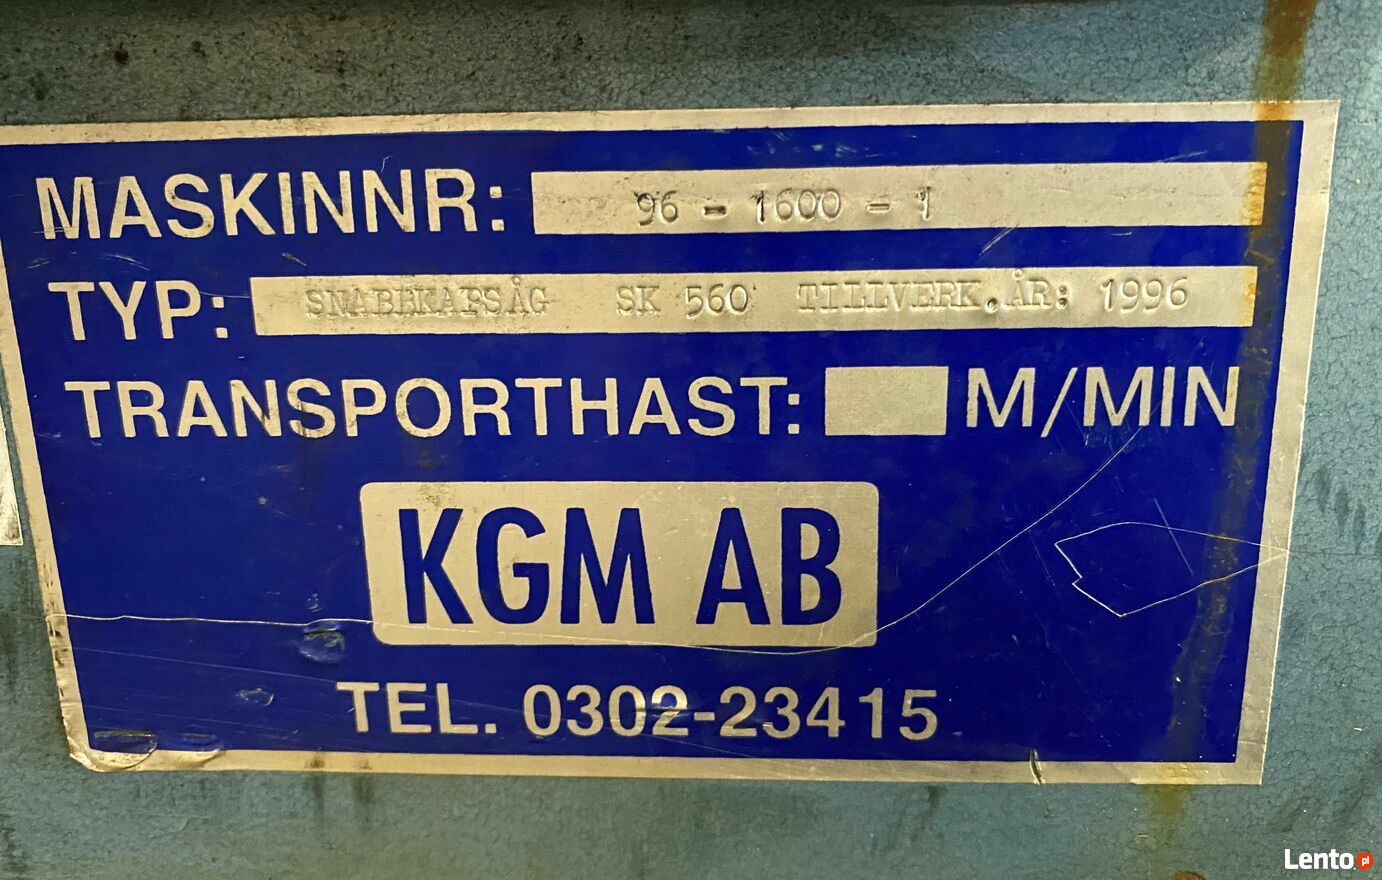 MASKINNR: 96 - 1600 - 1
TYP: SNABBKAPSÅG SK 560 TILLVERK.ÅR: 1996
TRANSPORTHAST: M/MIN
KGM AB
TEL. 0302-23415
Lento.pl